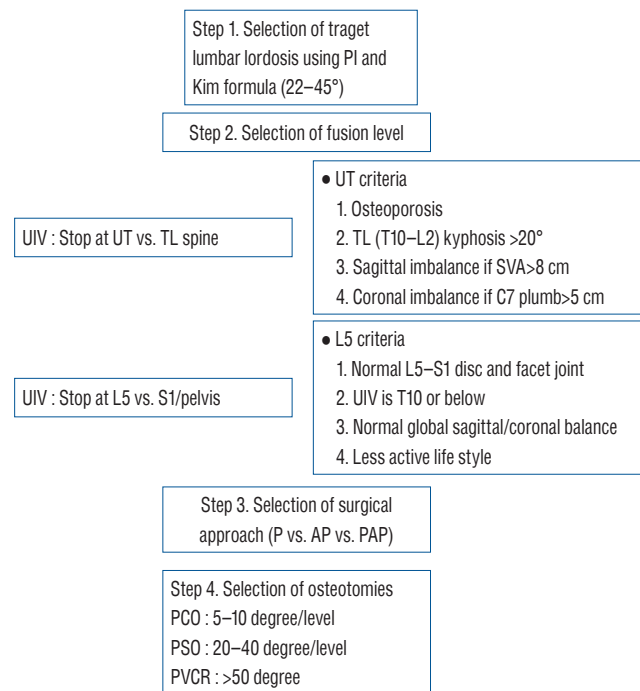 Step 1. Selection of traget
lumbar lordosis using PI and
Kim formula (22–45°)
Step 2. Selection of fusion level
UIV : Stop at UT vs. TL spine
● UT criteria
1. Osteoporosis
2. TL (T10–L2) kyphosis >20°
3. Sagittal imbalance if SVA>8 cm
4. Coronal imbalance if C7 plumb>5 cm
UIV : Stop at L5 vs. S1/pelvis
● L5 criteria
1. Normal L5–S1 disc and facet joint
2. UIV is T10 or below
3. Normal global sagittal/coronal balance
4. Less active life style
Step 3. Selection of surgical
approach (P vs. AP vs. PAP)
Step 4. Selection of osteotomies
PCO : 5–10 degree/level
PSO : 20–40 degree/level
PVCR : >50 degree